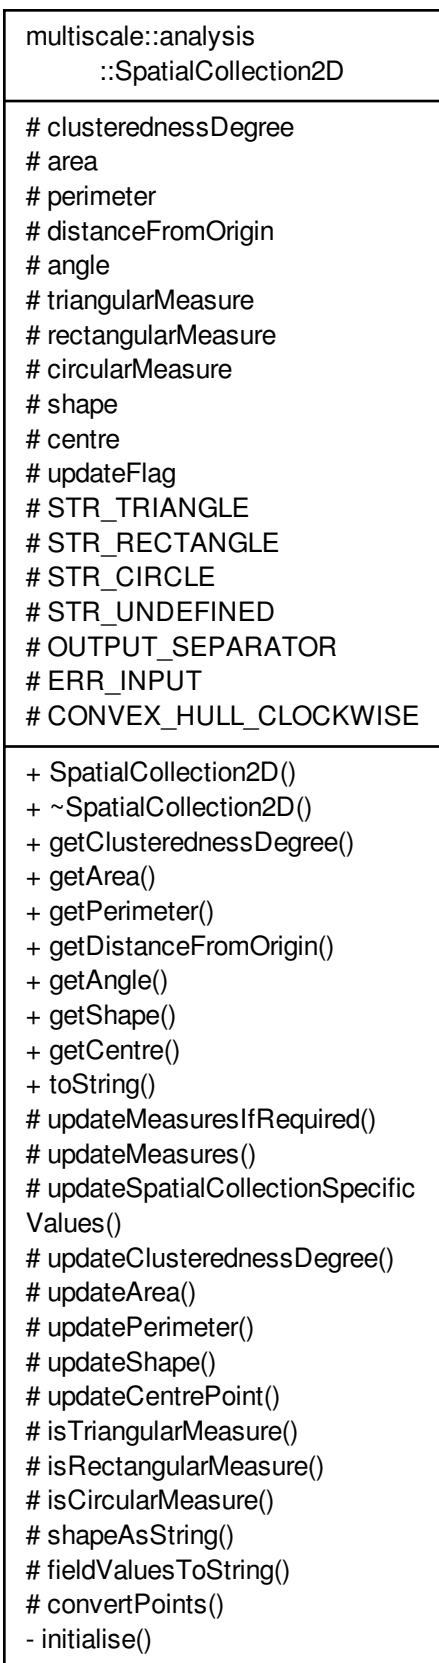 multiscale::analysis
::SpatialCollection2D
# clusterednessDegree
# area
# perimeter
# distanceFromOrigin
# angle
# triangularMeasure
# rectangularMeasure
# circularMeasure
# shape
# centre
# updateFlag
# STR_TRIANGLE
# STR_RECTANGLE
# STR_CIRCLE
# STR_UNDEFINED
# OUTPUT_SEPARATOR
# ERR_INPUT
# CONVEX_HULL_CLOCKWISE
+ SpatialCollection2D()
+ ~SpatialCollection2D()
+ getClusterednessDegree()
+ getArea()
+ getPerimeter()
+ getDistanceFromOrigin()
+ getAngle()
+ getShape()
+ getCentre()
+ toString()
# updateMeasuresIfRequired()
# updateMeasures()
# updateSpatialCollectionSpecific
Values()
# updateClusterednessDegree()
# updateArea()
# updatePerimeter()
# updateShape()
# updateCentrePoint()
# isTriangularMeasure()
# isRectangularMeasure()
# isCircularMeasure()
# shapeAsString()
# fieldValuesToString()
# convertPoints()
- initialise()